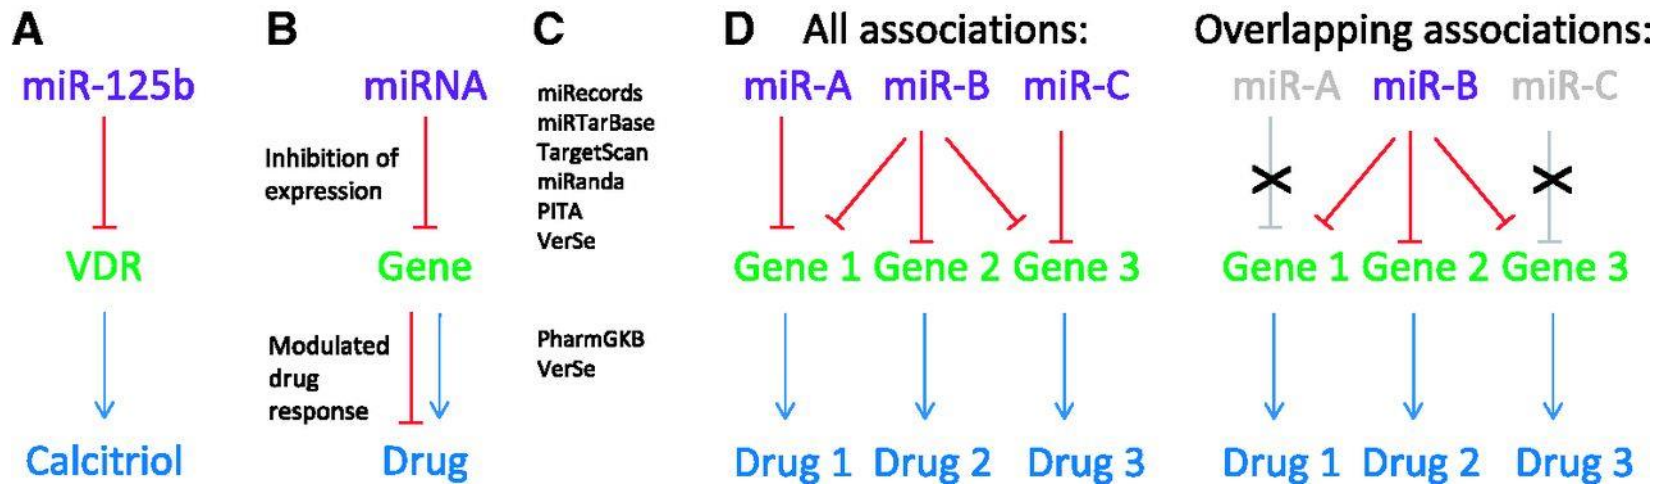 A
miR-125b
VDR
Calcitriol
B
miRNA
Inhibition of
expression
Gene
Modulated
drug
response
Drug
C
miRecords
miRTarBase
TargetScan
miRanda
PITA
VerSe
PharmGKB
VerSe
D All associations:
miR-A miR-B miR-C
Gene 1 Gene 2 Gene 3
Drug 1 Drug 2 Drug 3
Overlapping associations:
miR-A miR-B miR-C
Gene 1 Gene 2 Gene 3
Drug 1 Drug 2 Drug 3